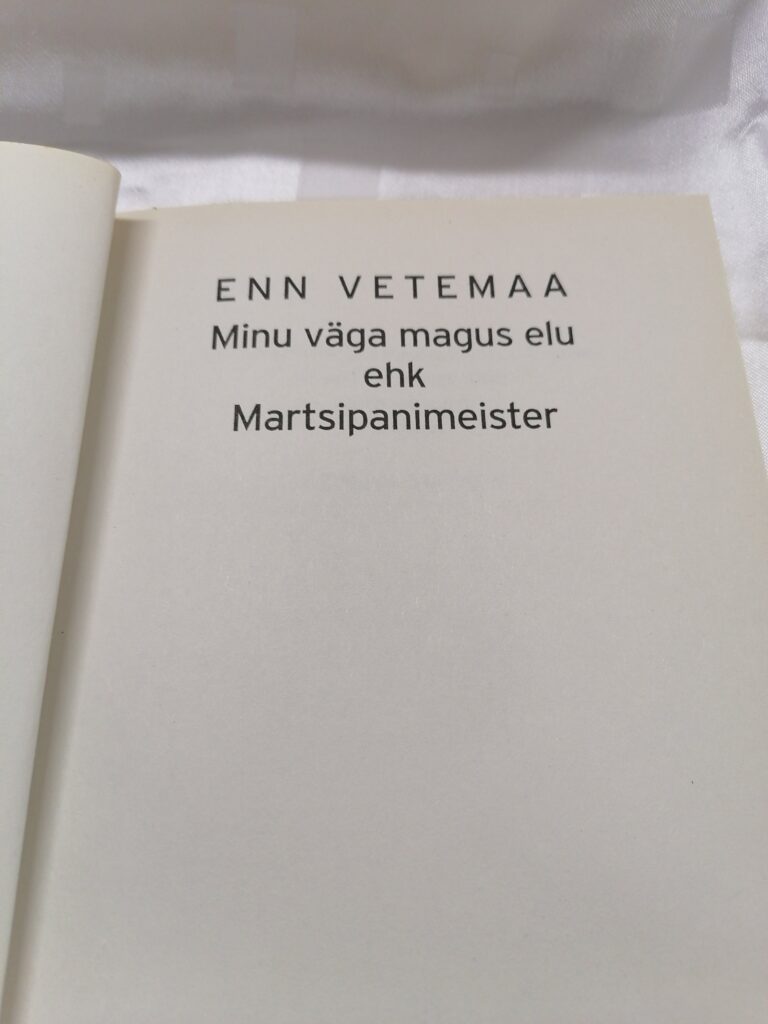 ENN VETEMAA
Minu väga magus elu
ehk
Martsipanimeister